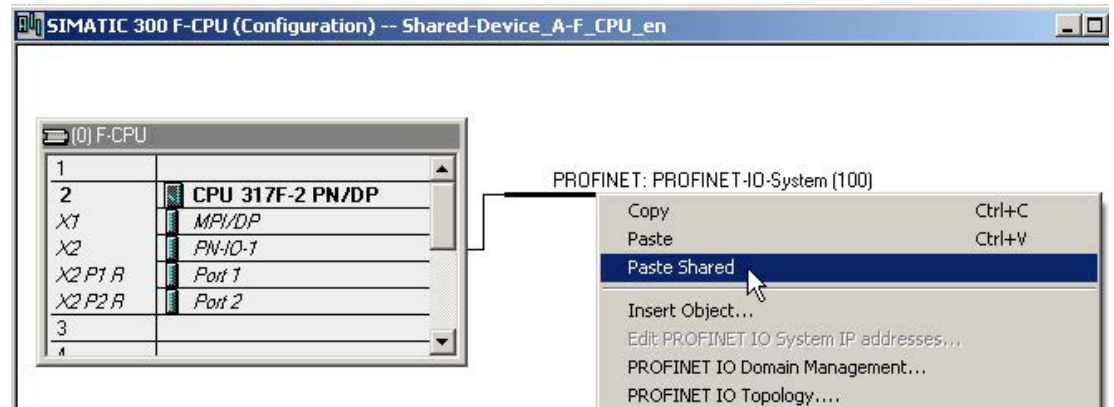 SIMATIC 300 F-CPU (Configuration) -- Shared-Device_A-F_CPU_en
(0) F-CPU
1
2 CPU 317F-2 PN/DP
X1 MPI/DP
X2 PN-IO-1
X2 P1 R Port 1
X2 P2 R Port 2
3
4
PROFINET: PROFINET-IO-System (100)
Copy Ctrl+C
Paste Ctrl+V
Paste Shared
Insert Object...
Edit PROFINET IO System IP addresses...
PROFINET IO Domain Management...
PROFINET IO Topology....